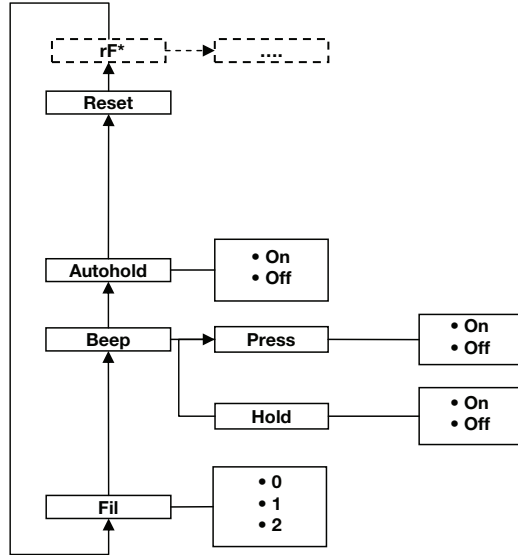 rF*
....
Reset
Autohold
• On
• Off
Beep
Press
• On
• Off
Hold
• On
• Off
Fil
• 0
• 1
• 2